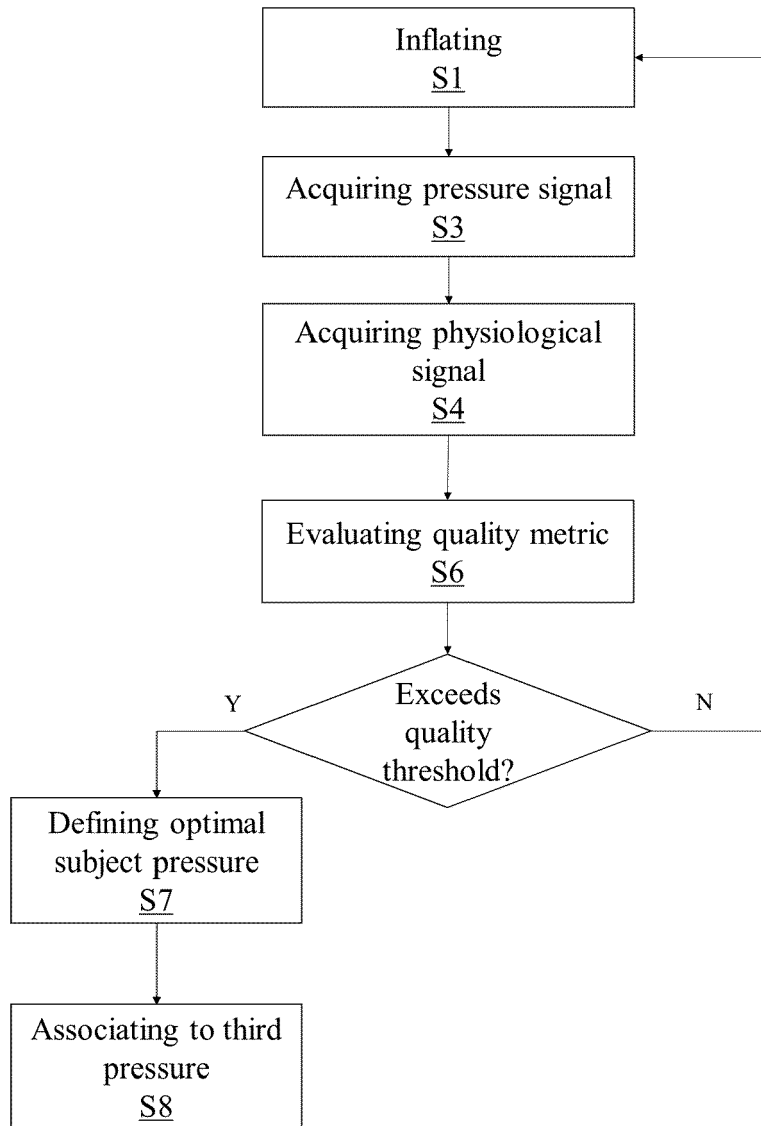 Inflating
S1
Acquiring pressure signal
S3
Acquiring physiological
signal
S4
Evaluating quality metric
S6
Exceeds
quality
threshold?
Y
N
Defining optimal
subject pressure
S7
Associating to third
pressure
S8